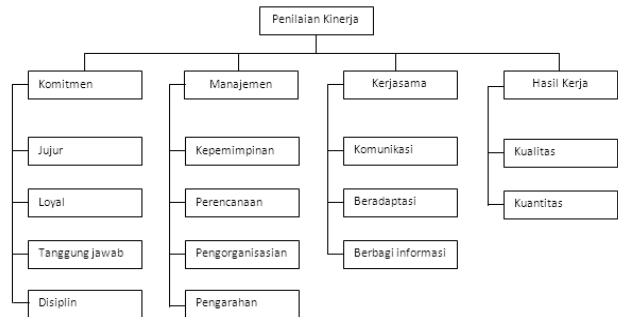 Penilaian Kinerja
Komitmen
Manajemen
Kerjasama
Hasil Kerja
Jujur
Kepemimpinan
Komunikasi
Kualitas
Loyal
Perencanaan
Beradaptasi
Kuantitas
Tanggung jawab
Pengorganisasian
Berbagi informasi
Disiplin
Pengarahan